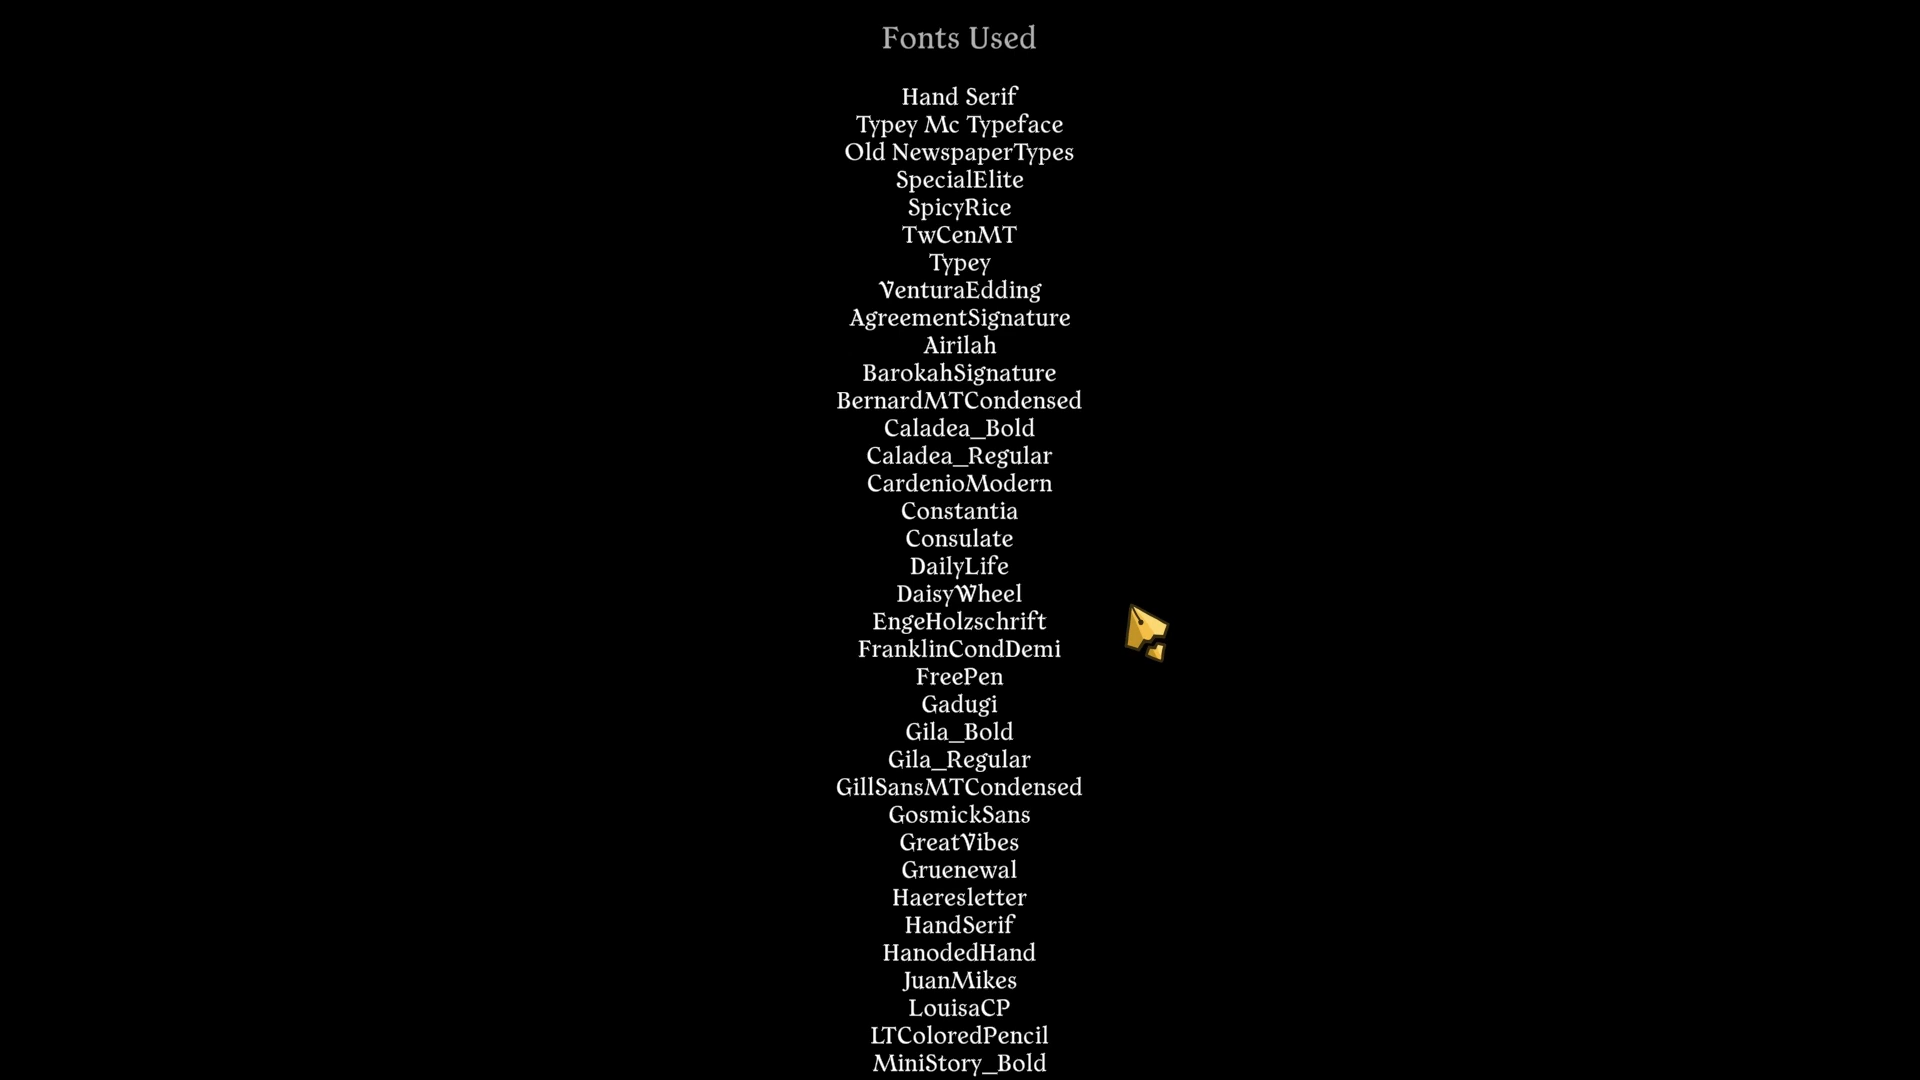 Fonts Used
Hand Serif
Typey Mc Typeface
Old NewspaperTypes
SpecialElite
SpicyRice
TwCenMT
Typey
VenturaEdding
AgreementSignature
Airilah
BarokahSignature
BernardMTCondensed
Caladea_Bold
Caladea_Regular
CardenioModern
Constantia
Consulate
DailyLife
DaisyWheel
EngeHolzschrift
FranklinCondDemi
FreePen
Gadugi
Gila_Bold
Gila_Regular
GillSansMTCondensed
GosmickSans
GreatVibes
Gruenewal
Haeresletter
HandSerif
HanodedHand
JuanMikes
LouisaCP
LTColoredPencil
MiniStory_Bold